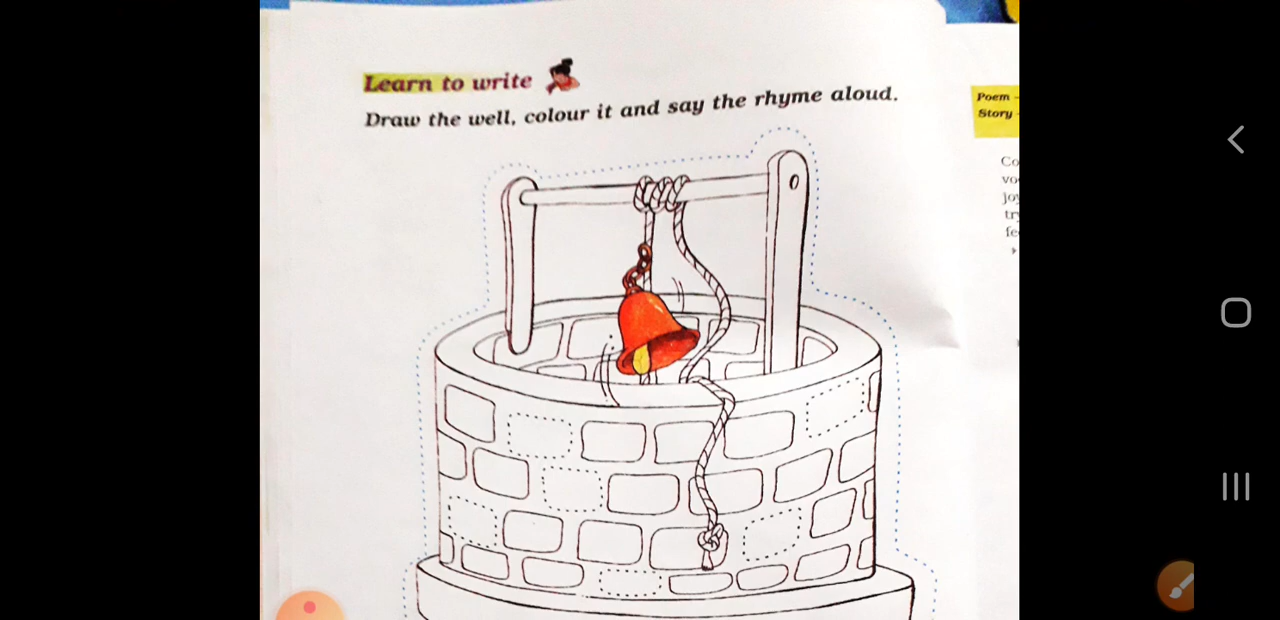 Learn to write
Draw the well, colour it and say the rhyme aloud.
Poem -
Story -